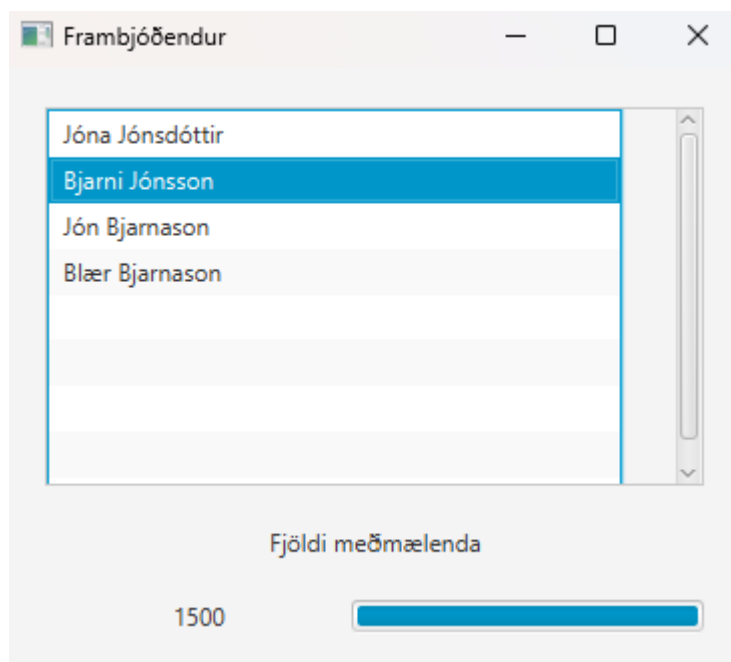 Frambjóðendur
Jóna Jónsdóttir
Bjarni Jónsson
Jón Bjarnason
Blær Bjarnason
Fjöldi meðmælenda
1500